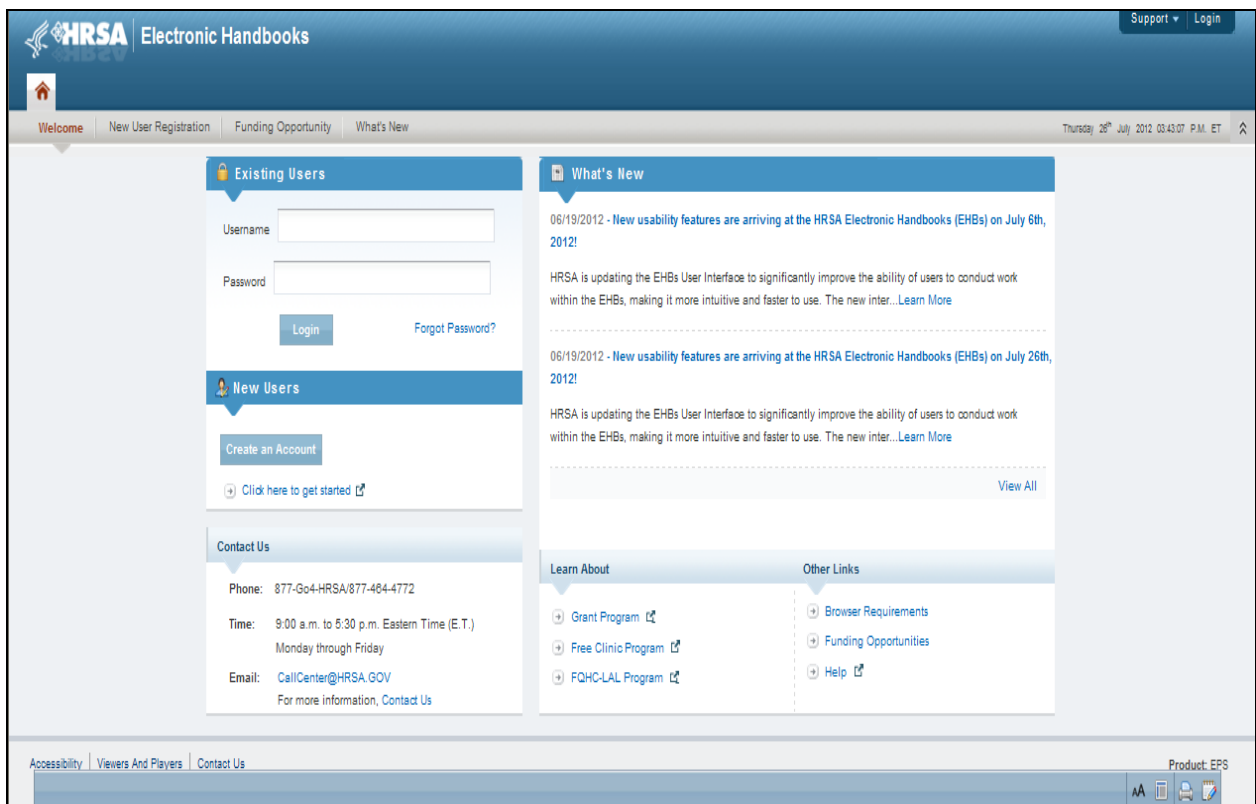 Support
Login
HRSA Electronic Handbooks
Welcome
New User Registration
Funding Opportunity
What's New
Thursday 26th July 2012 03:43:07 P.M. ET
Existing Users
Username
Password
Login
Forgot Password?
New Users
Create an Account
Click here to get started
Contact Us
Phone: 877-Go4-HRSA/877-464-4772
Time: 9:00 a.m. to 5:30 p.m. Eastern Time (E.T.)
Monday through Friday
Email: CallCenter@HRSA.GOV
For more information, Contact Us
What's New
06/19/2012 - New usability features are arriving at the HRSA Electronic Handbooks (EHBs) on July 6th,
2012!
HRSA is updating the EHBs User Interface to significantly improve the ability of users to conduct work
within the EHBs, making it more intuitive and faster to use. The new inter...Learn More
06/19/2012 - New usability features are arriving at the HRSA Electronic Handbooks (EHBs) on July 26th,
2012!
HRSA is updating the EHBs User Interface to significantly improve the ability of users to conduct work
within the EHBs, making it more intuitive and faster to use. The new inter...Learn More
View All
Learn About
Grant Program
Free Clinic Program
FQHC-LAL Program
Other Links
Browser Requirements
Funding Opportunities
Help
Accessibility
Viewers And Players
Contact Us
Product: EPS
AA